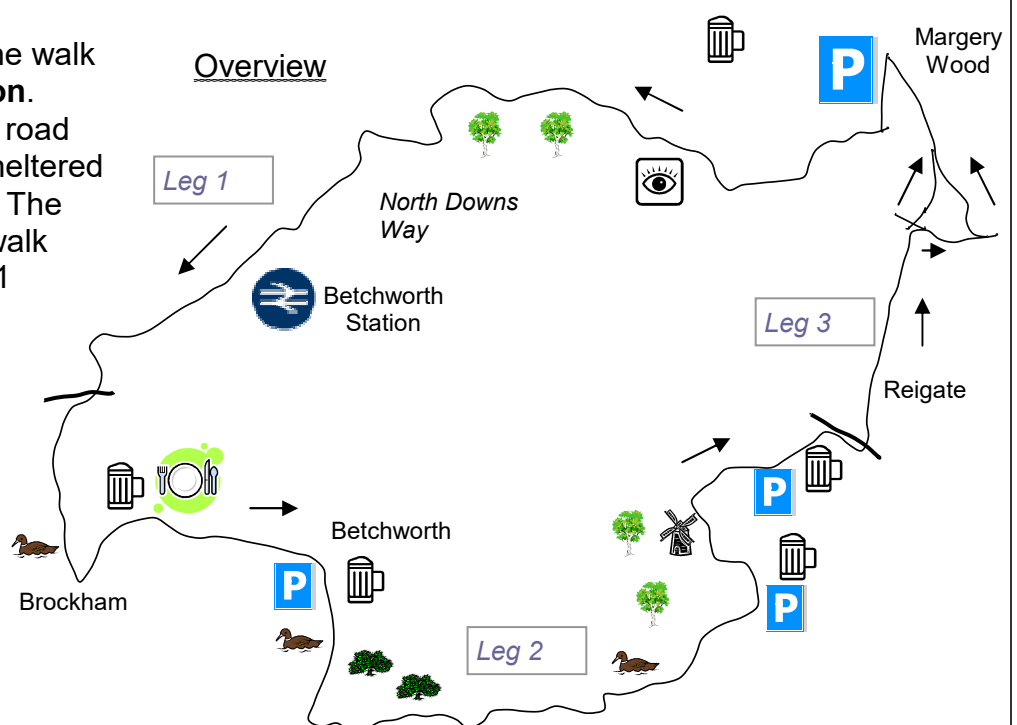 ne walk
on.
road
heltered
The
valk
1
Overview
Margery
Wood
P
Leg 1
North Downs
Way
Betchworth
Station
Leg 3
Reigate
P
Betchworth
P
P
Brockham
Leg 2